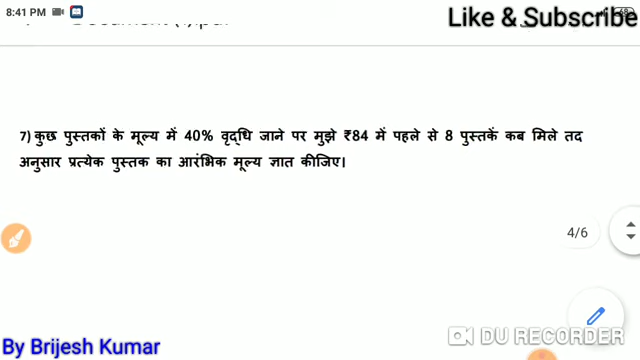 8:41 PM
Like & Subscribe
7) कुछ पुस्तकों के मूल्य में 40% वृद्धि जाने पर मुझे ₹84 में पहले से 8 पुस्तकें कब मिले तद
अनुसार प्रत्येक पुस्तक का आरंभिक मूल्य ज्ञात कीजिए।
4/6
By Brijesh Kumar
DU RECORDER